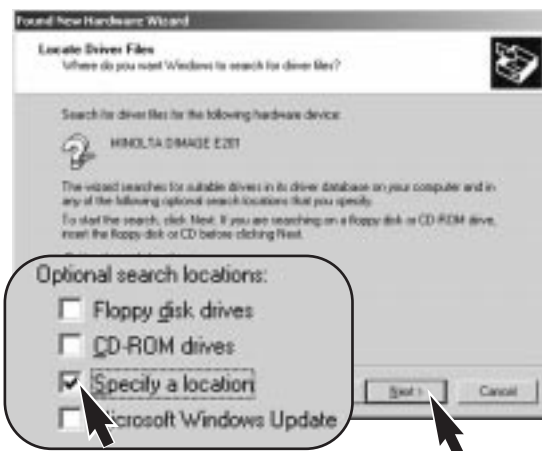 Found New Hardware Wizard
Locate Driver Files
Where do you want Windows to search for driver files?
Search for driver files for the following hardware device:
MINOLTA DIMAGE E201
The wizard searches for suitable drivers in its driver database on your computer and in
any of the following optional search locations that you specify.
To start the search, click Next. If you are searching on a floppy disk or CD-ROM drive,
insert the floppy disk or CD before clicking Next.
Optional search locations:
Floppy disk drives
CD-ROM drives
Specify a location
Microsoft Windows Update
Next >
Cancel